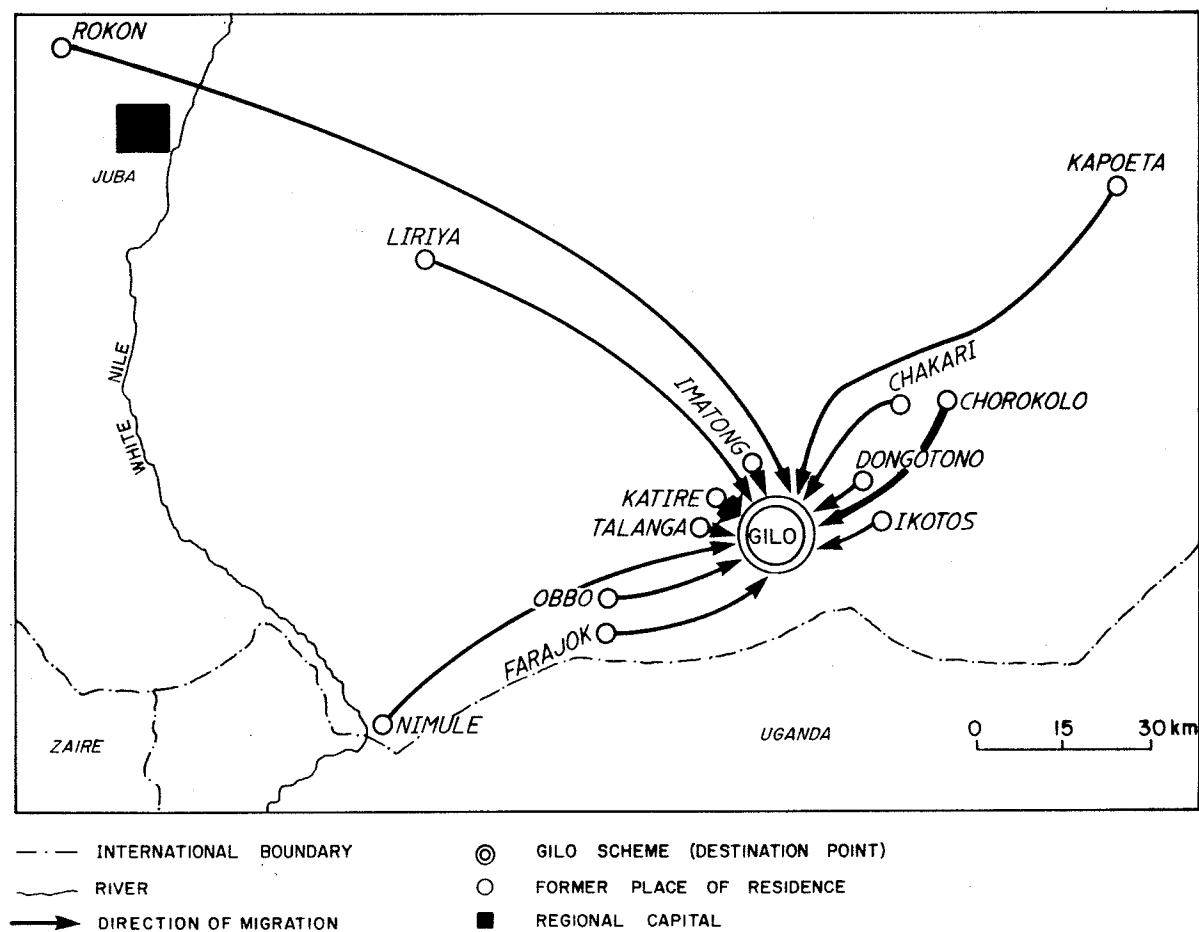 ROKON
JUBA
KAPOETA
LIRIYA
WHITE NILE
IMATONG
CHAKARI
CHOROKOLO
DONGOTONO
KATIRE
TALANGA
GILO
IKOTOS
OBBO
FARAJOK
NIMULE
ZAIRE
UGANDA
0 15 30 km
INTERNATIONAL BOUNDARY
RIVER
DIRECTION OF MIGRATION
GILO SCHEME (DESTINATION POINT)
FORMER PLACE OF RESIDENCE
REGIONAL CAPITAL